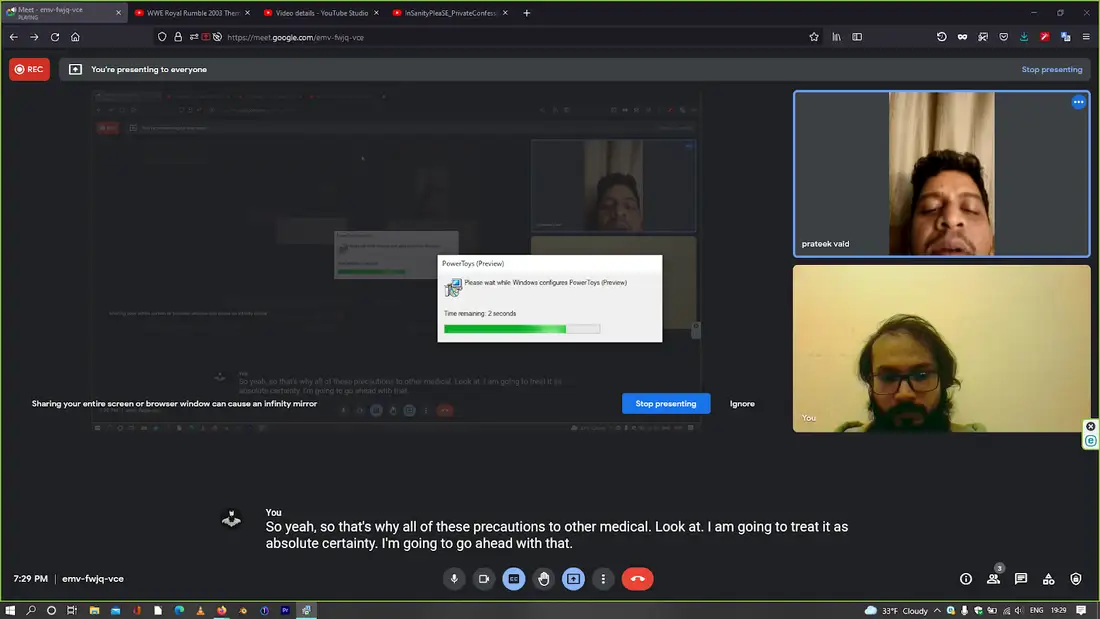 Meet - emv-fwjq-vce
PLAYING
WWE Royal Rumble 2003 Them
Video details - YouTube Studio
InSanityPleaSE_PrivateConfess
https://meet.google.com/emv-fwjq-vce
REC
You're presenting to everyone
Stop presenting
prateek vaid
PowerToys (Preview)
Please wait while Windows configures PowerToys (Preview)
Time remaining: 2 seconds
Sharing your entire screen or browser window can cause an infinity mirror
Stop presenting
Ignore
You
You
So yeah, so that's why all of these precautions to other medical. Look at. I am going to treat it as
absolute certainty. I'm going to go ahead with that.
7:29 PM | emv-fwjq-vce
CC
3
33°F Cloudy
ENG
19:29